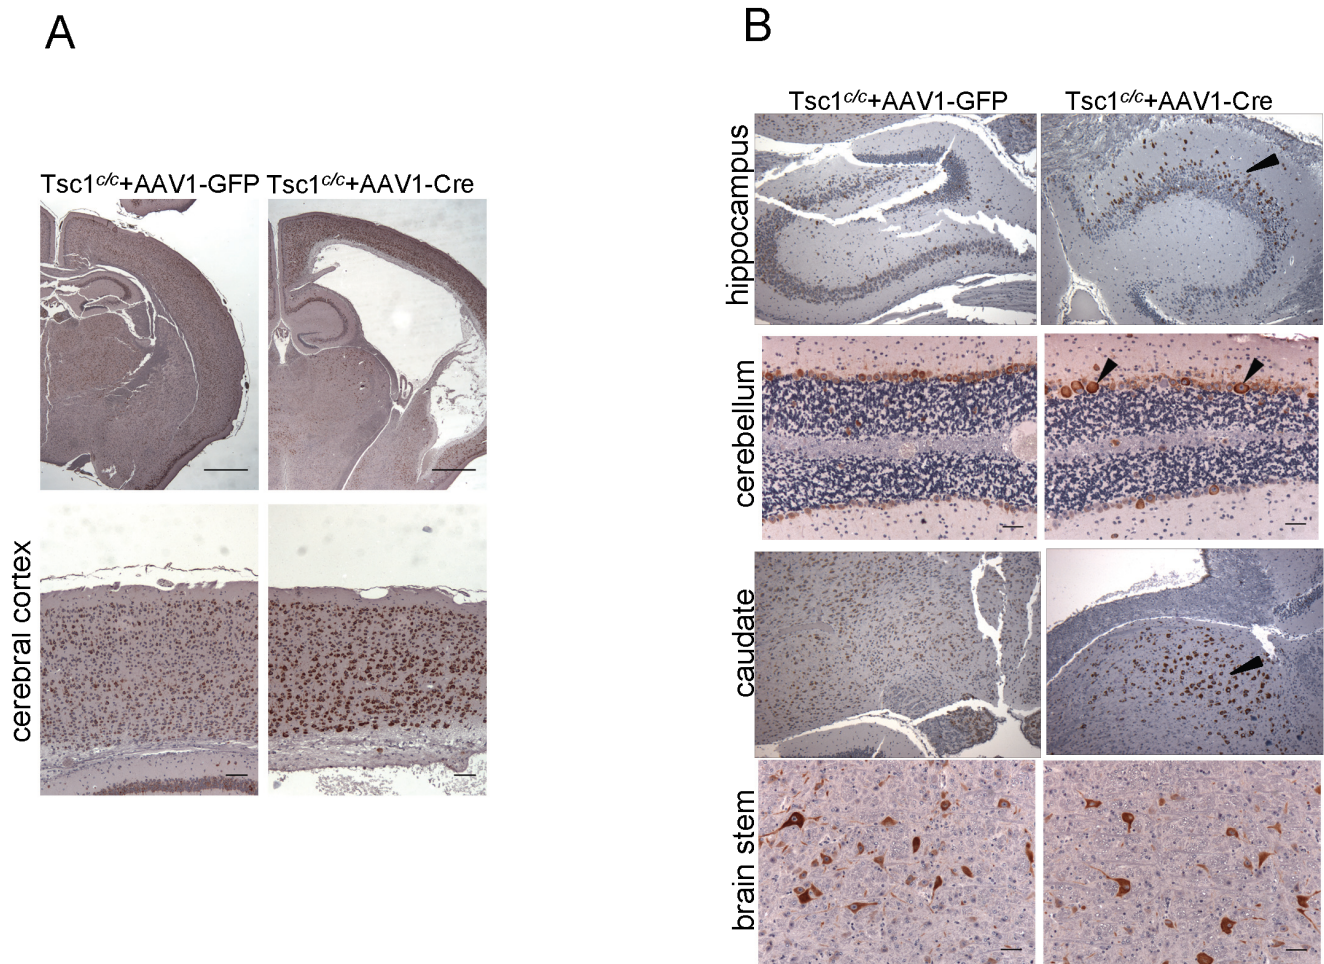 A
Tsc1c/c+AAV1-GFP Tsc1c/c+AAV1-Cre
cerebral cortex
B
Tsc1c/c+AAV1-GFP Tsc1c/c+AAV1-Cre
hippocampus
cerebellum
caudate
brain stem